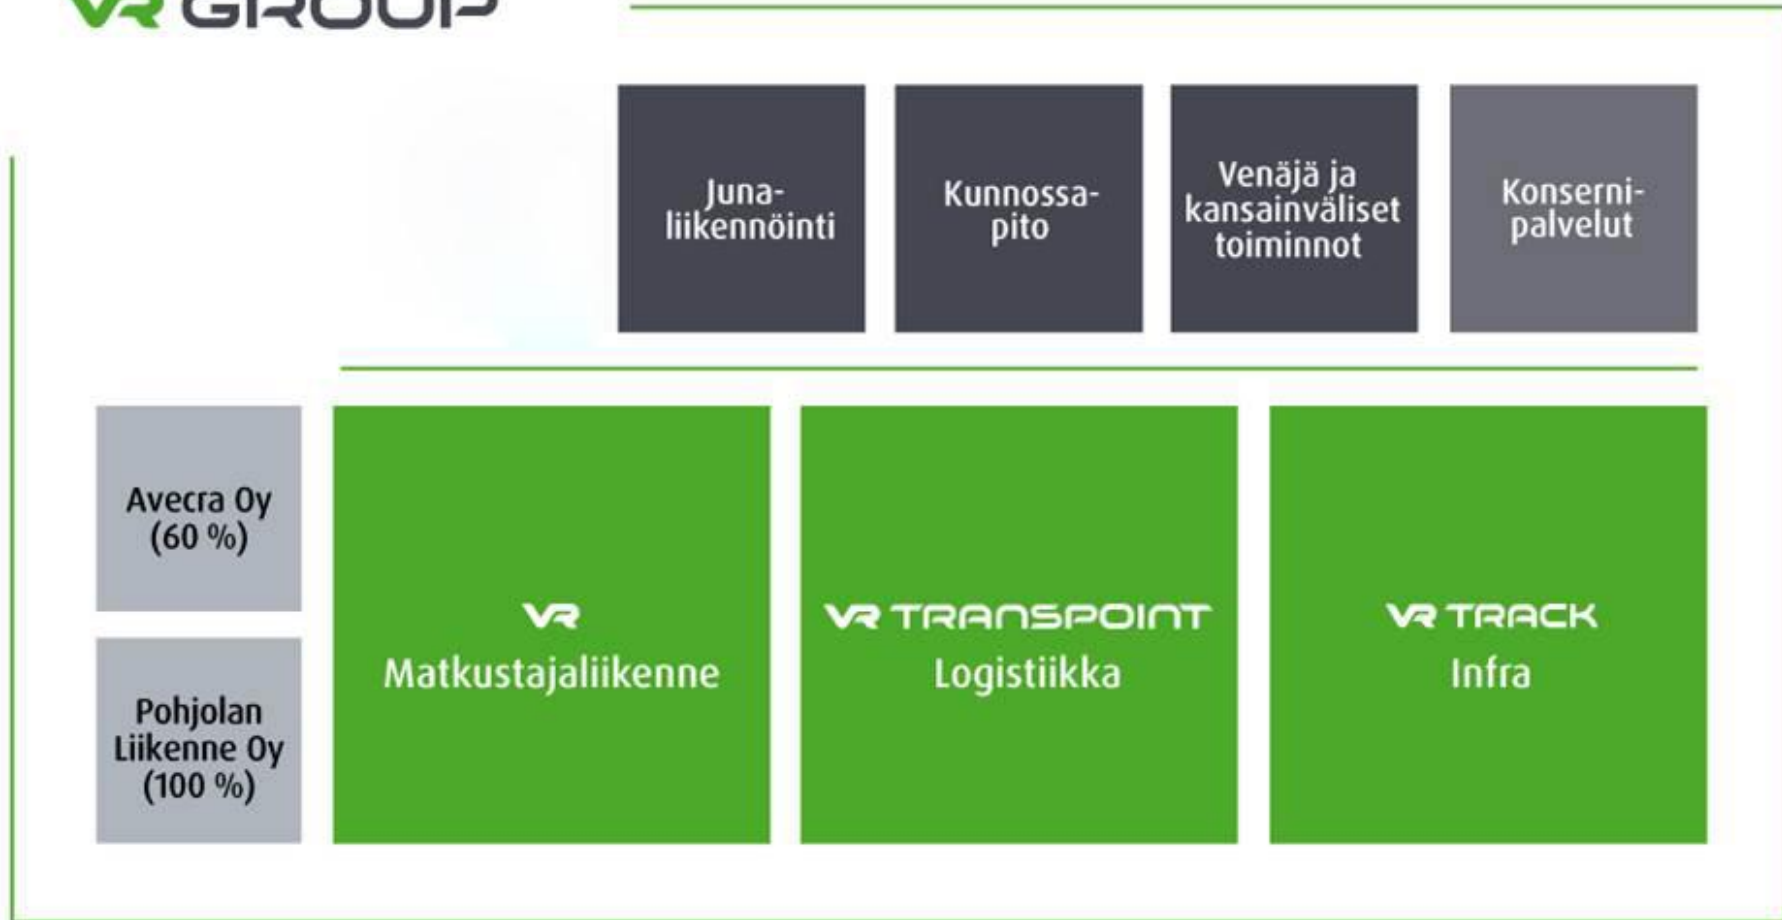 VR GROUP
Juna-
liikennöinti
Kunnossa-
pito
Venäjä ja
kansainväliset
toiminnot
Konserni-
palvelut
Avecra Oy
(60 %)
Pohjolan
Liikenne Oy
(100 %)
VR
Matkustajaliikenne
VR TRANSPOINT
Logistiikka
VR TRACK
Infra